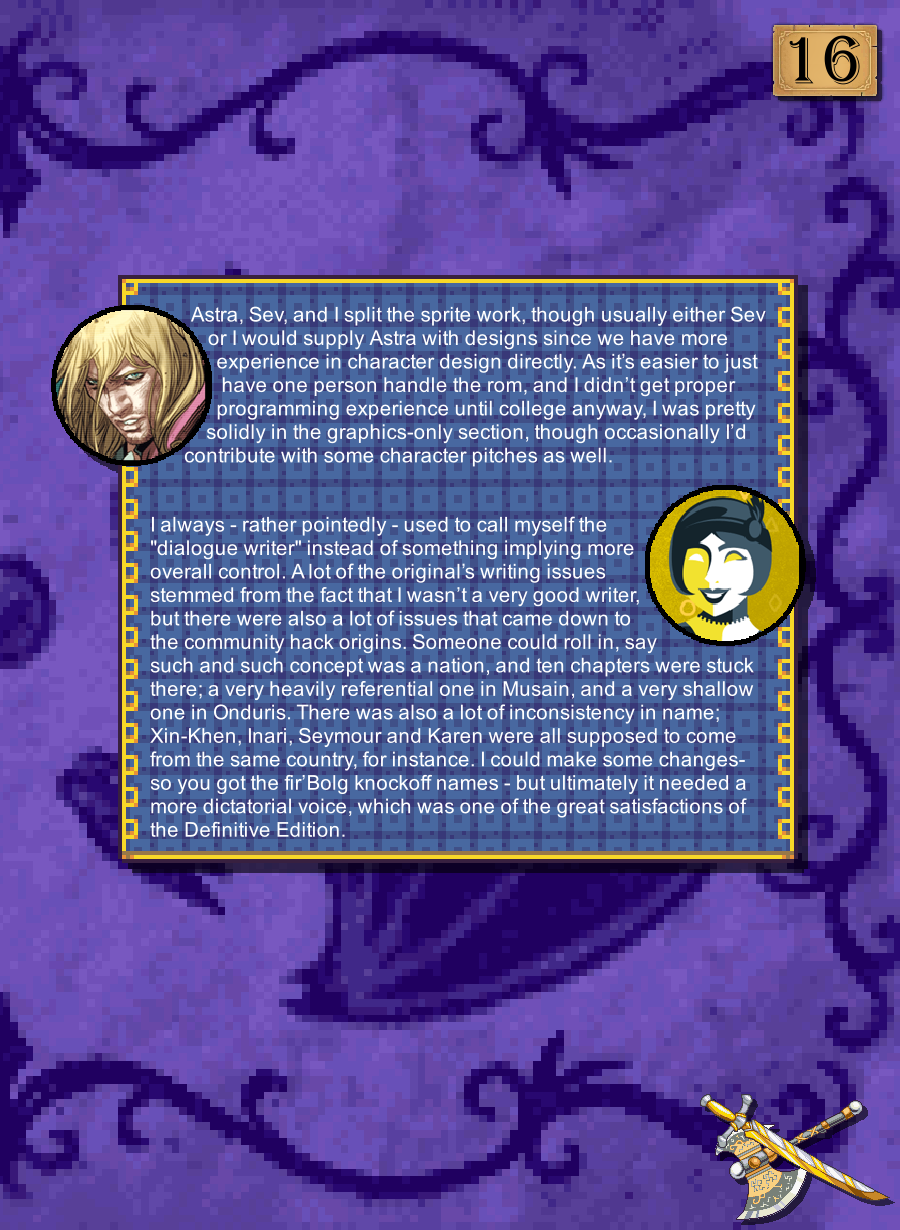 16
Astra, Sev, and I split the sprite work, though usually either Sev
or I would supply Astra with designs since we have more
experience in character design directly. As it's easier to just
have one person handle the rom, and I didn't get proper
programming experience until college anyway, I was pretty
solidly in the graphics-only section, though occasionally I'd
contribute with some character pitches as well.
I always - rather pointedly - used to call myself the
"dialogue writer" instead of something implying more
overall control. A lot of the original's writing issues
stemmed from the fact that I wasn't a very good writer,
but there were also a lot of issues that came down to
the community hack origins. Someone could roll in, say
such and such concept was a nation, and ten chapters were stuck
there; a very heavily referential one in Musain, and a very shallow
one in Onduris. There was also a lot of inconsistency in name;
Xin-Khen, Inari, Seymour and Karen were all supposed to come
from the same country, for instance. I could make some changes-
so you got the fir'Bolg knockoff names - but ultimately it needed a
more dictatorial voice, which was one of the great satisfactions of
the Definitive Edition.